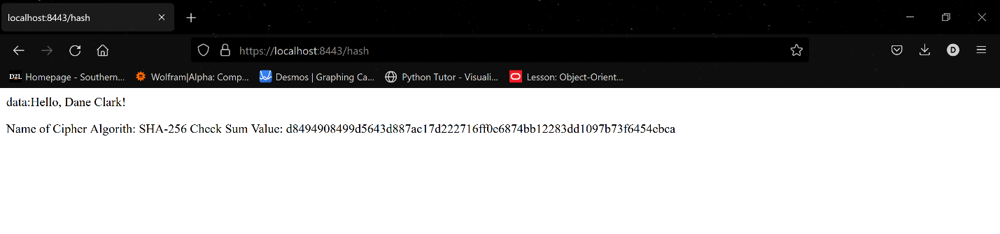 localhost:8443/hash
https://localhost:8443/hash
D
D2L Homepage - Southern... Wolfram|Alpha: Comp... Desmos | Graphing Ca... Python Tutor - Visuali... Lesson: Object-Orient...
data:Hello, Dane Clark!
Name of Cipher Algorith: SHA-256 Check Sum Value: d8494908499d5643d887ac17d222716ff0e6874bb12283dd1097b73f6454ebca